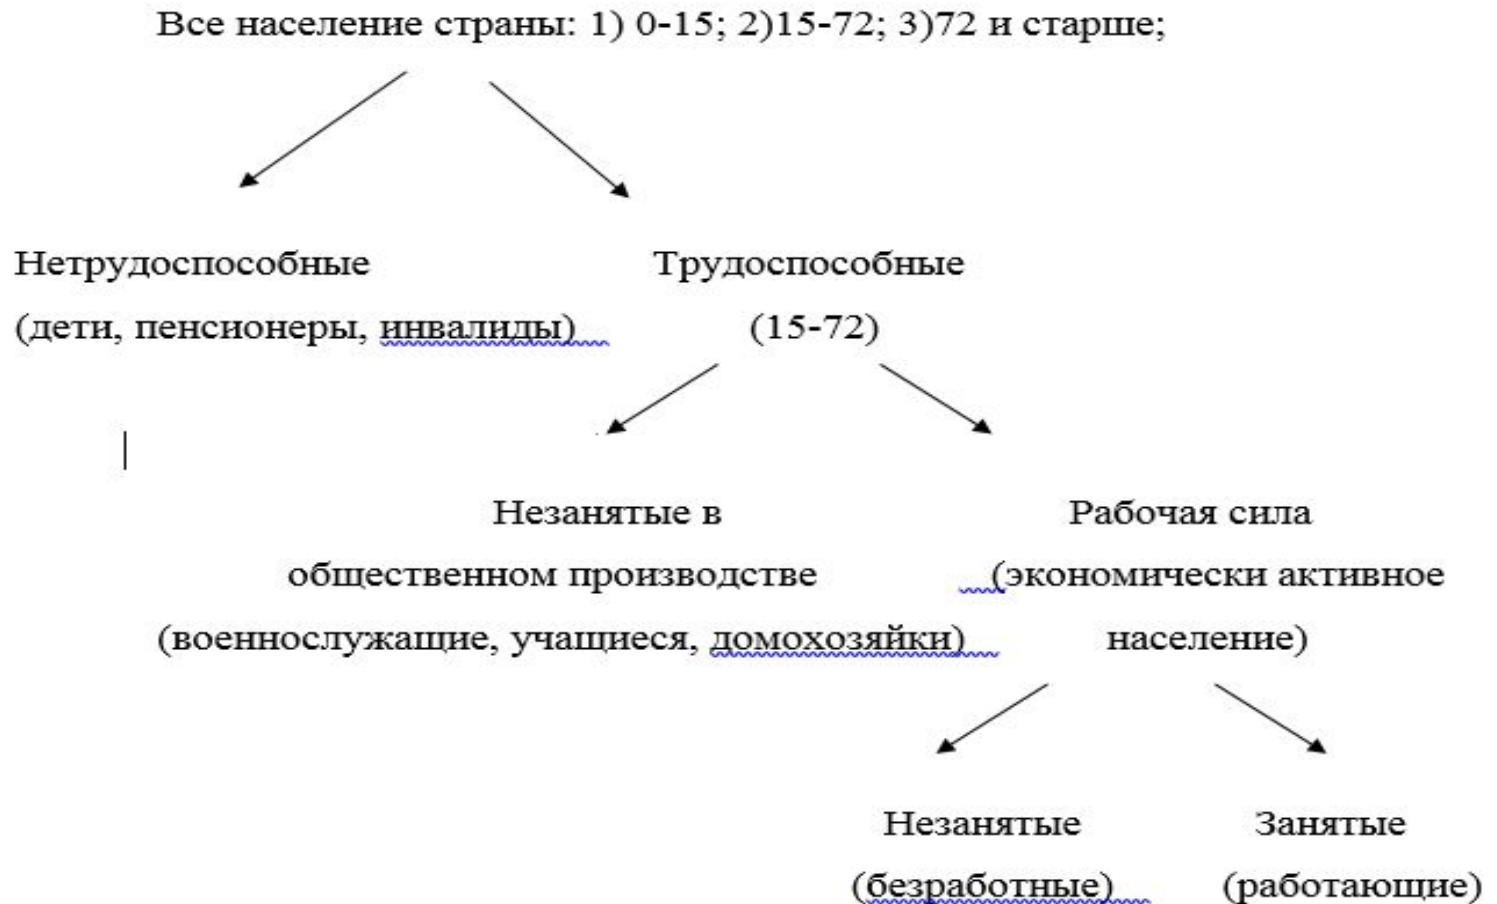 Все население страны: 1) 0-15; 2)15-72; 3)72 и старше;
Нетрудоспособные
(дети, пенсионеры, инвалиды)
Трудоспособные
(15-72)
Незанятые в
общественном производстве
(военнослужащие, учащиеся, домохозяйки)
Рабочая сила
(экономически активное
население)
Незанятые
(безработные)
Занятые
(работающие)